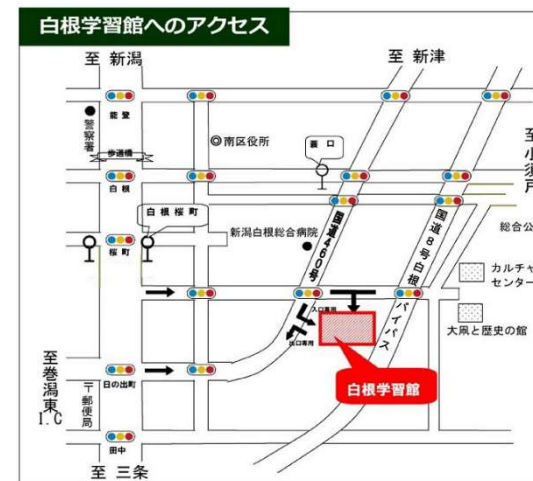 白根学習館へのアクセス
至 新潟
至 新津
能登
警察署
南区役所
蓋口
歩道橋
白根
至小須戸
白根桜町
桜町
新潟白根総合病院
国道460号
国道8号白根バイパス
総合公
カルチャー
センター
入口専用
大凧と歴史の館
出口専用
白根学習館
至巻潟東I.C
日の出町
〒郵便局
田中
至 三条